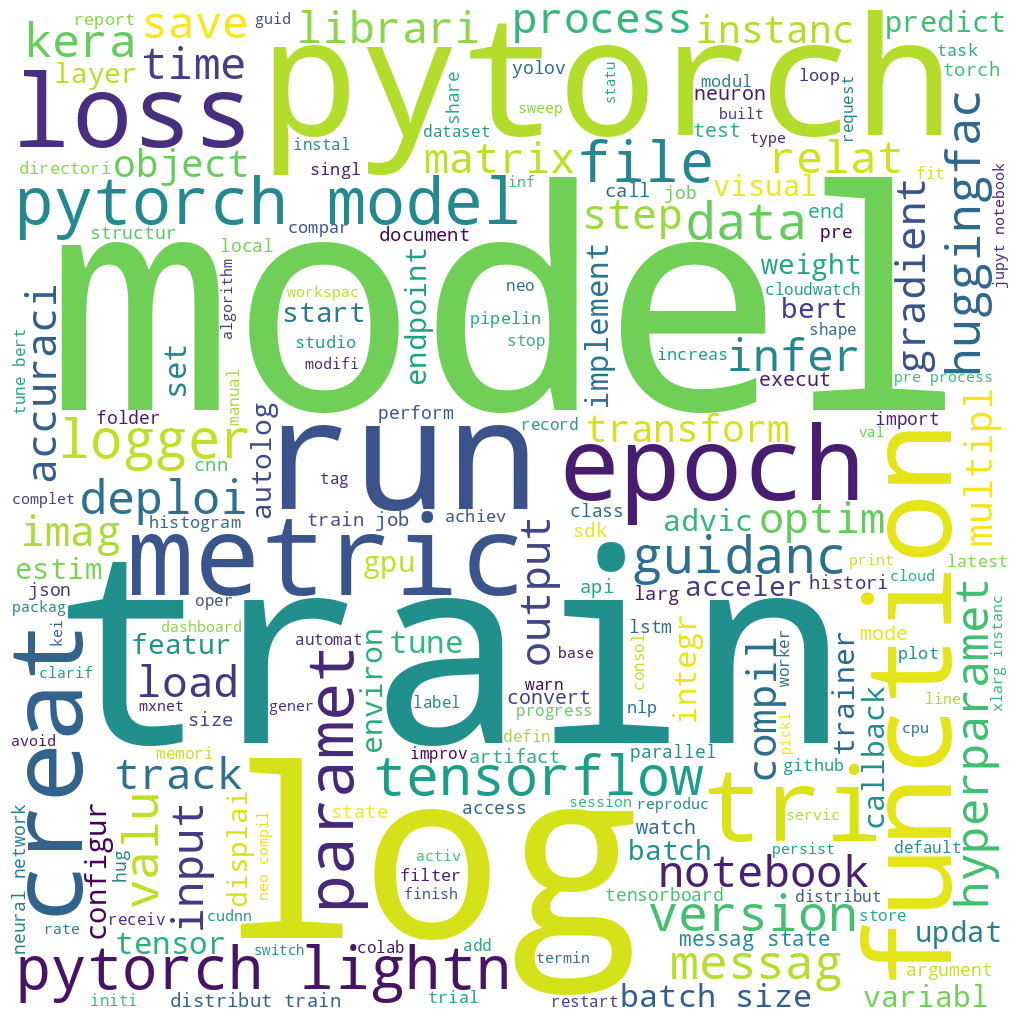 report
guid
save
librari
process
instanc
predict
kera
pytorch
layer
time
loss
yolov
statu
share
modul
neuron
loop
task
torch
request
sweep
built
type
test
dataset
instal
directori
object
singl
matrix
file
relat
visual
fit
inf
call
job
pytorch model
step
data
end
pre
gradient
huggingfac
jupyt notebook
structur
local
compar
document
model
algorithm
workspac
start
studio
modifi
endpoint
neo
pipelin
stop
implement
weight
cloudwatch
bert
shape
increas
infer
execut
pre process
accuraci
tune bert
set
manual
folder
logger
autolog
perform
record
transform
import
val
multipl
run
epoch
cnn
tag
complet
deploi
histogram
train job
achiev
class
sdk
advic
optim
function
imag
metric
guidanc
print
latest
estim
gpu
output
api
larg
acceler
histori
cloud
json
packag
kei
oper
train
dashboard
automat
environ
tune
base
lstm
consol
integr
worker
mode
plot
hyperparamet
xlarg instanc
creat
clarif
featur
load
mxnet
size
gener
paramet
label
warn
convert
progress
defin
nlp
compil
pickl
trainer
callback
line
cpu
avoid
memori
improv
artifact
parallel
github
track
tensorflow
tri
servic
log
neural network
configur
hug
valu
input
displai
neo compil
state
access
session
reproduc
watch
batch
persist
default
activ
filter
finish
notebook
tensorboard
distribut
version
store
updat
rate
receiv
cudnn
tensor
switch
colab
add
termin
messag state
messag
argument
pytorch lightn
initi
distribut train
trial
restart
batch size
variabl